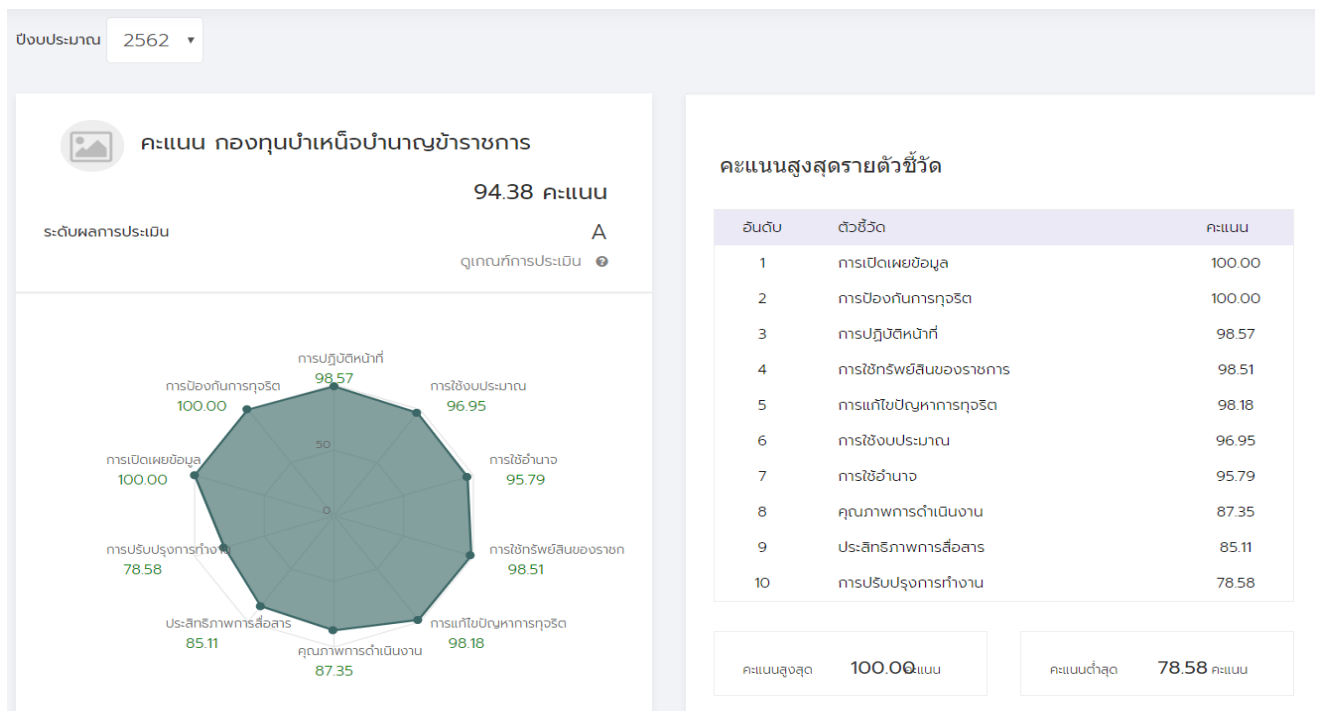 ปีงบประมาณ 2562
คะแนน กองทุนบำเหน็จบำนาญข้าราชการ
94.38 คะแนน
ระดับผลการประเมิน A
ดูเกณฑ์การประเมิน
การปฏิบัติหน้าที่
98.57
การป้องกันการทุจริต
100.00
การใช้งบประมาณ
96.95
50
การเปิดเผยข้อมูล
100.00
การใช้อำนาจ
95.79
0
การปรับปรุงการทำงาน
78.58
การใช้ทรัพย์สินของราชก
98.51
ประสิทธิภาพการสื่อสาร
85.11
การแก้ไขปัญหาการทุจริต
98.18
คุณภาพการดำเนินงาน
87.35
คะแนนสูงสุดรายตัวชี้วัด
อันดับ ตัวชี้วัด คะแนน
1 การเปิดเผยข้อมูล 100.00
2 การป้องกันการทุจริต 100.00
3 การปฏิบัติหน้าที่ 98.57
4 การใช้ทรัพย์สินของราชการ 98.51
5 การแก้ไขปัญหาการทุจริต 98.18
6 การใช้งบประมาณ 96.95
7 การใช้อำนาจ 95.79
8 คุณภาพการดำเนินงาน 87.35
9 ประสิทธิภาพการสื่อสาร 85.11
10 การปรับปรุงการทำงาน 78.58
คะแนนสูงสุด 100.00 คะแนน
คะแนนต่ำสุด 78.58 คะแนน